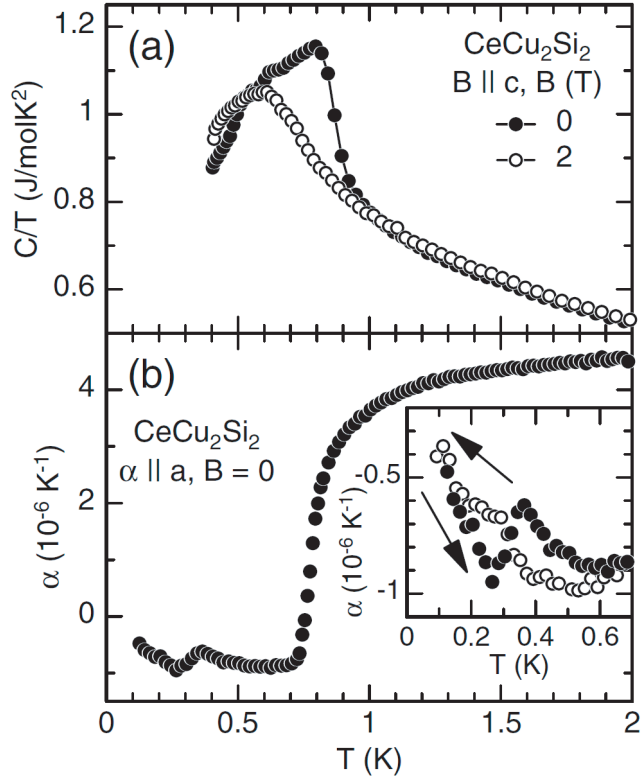 (a)
CeCu₂Si₂
B || c, B (T)
0
2
C/T (J/molK²)
1.2
1
0.8
0.6
(b)
CeCu₂Si₂
α || a, B = 0
α (10⁻⁶ K⁻¹)
4
2
0
α (10⁻⁶ K⁻¹)
-0.5
-1
0 0.2 0.4 0.6
T (K)
0 0.5 1 1.5 2
T (K)